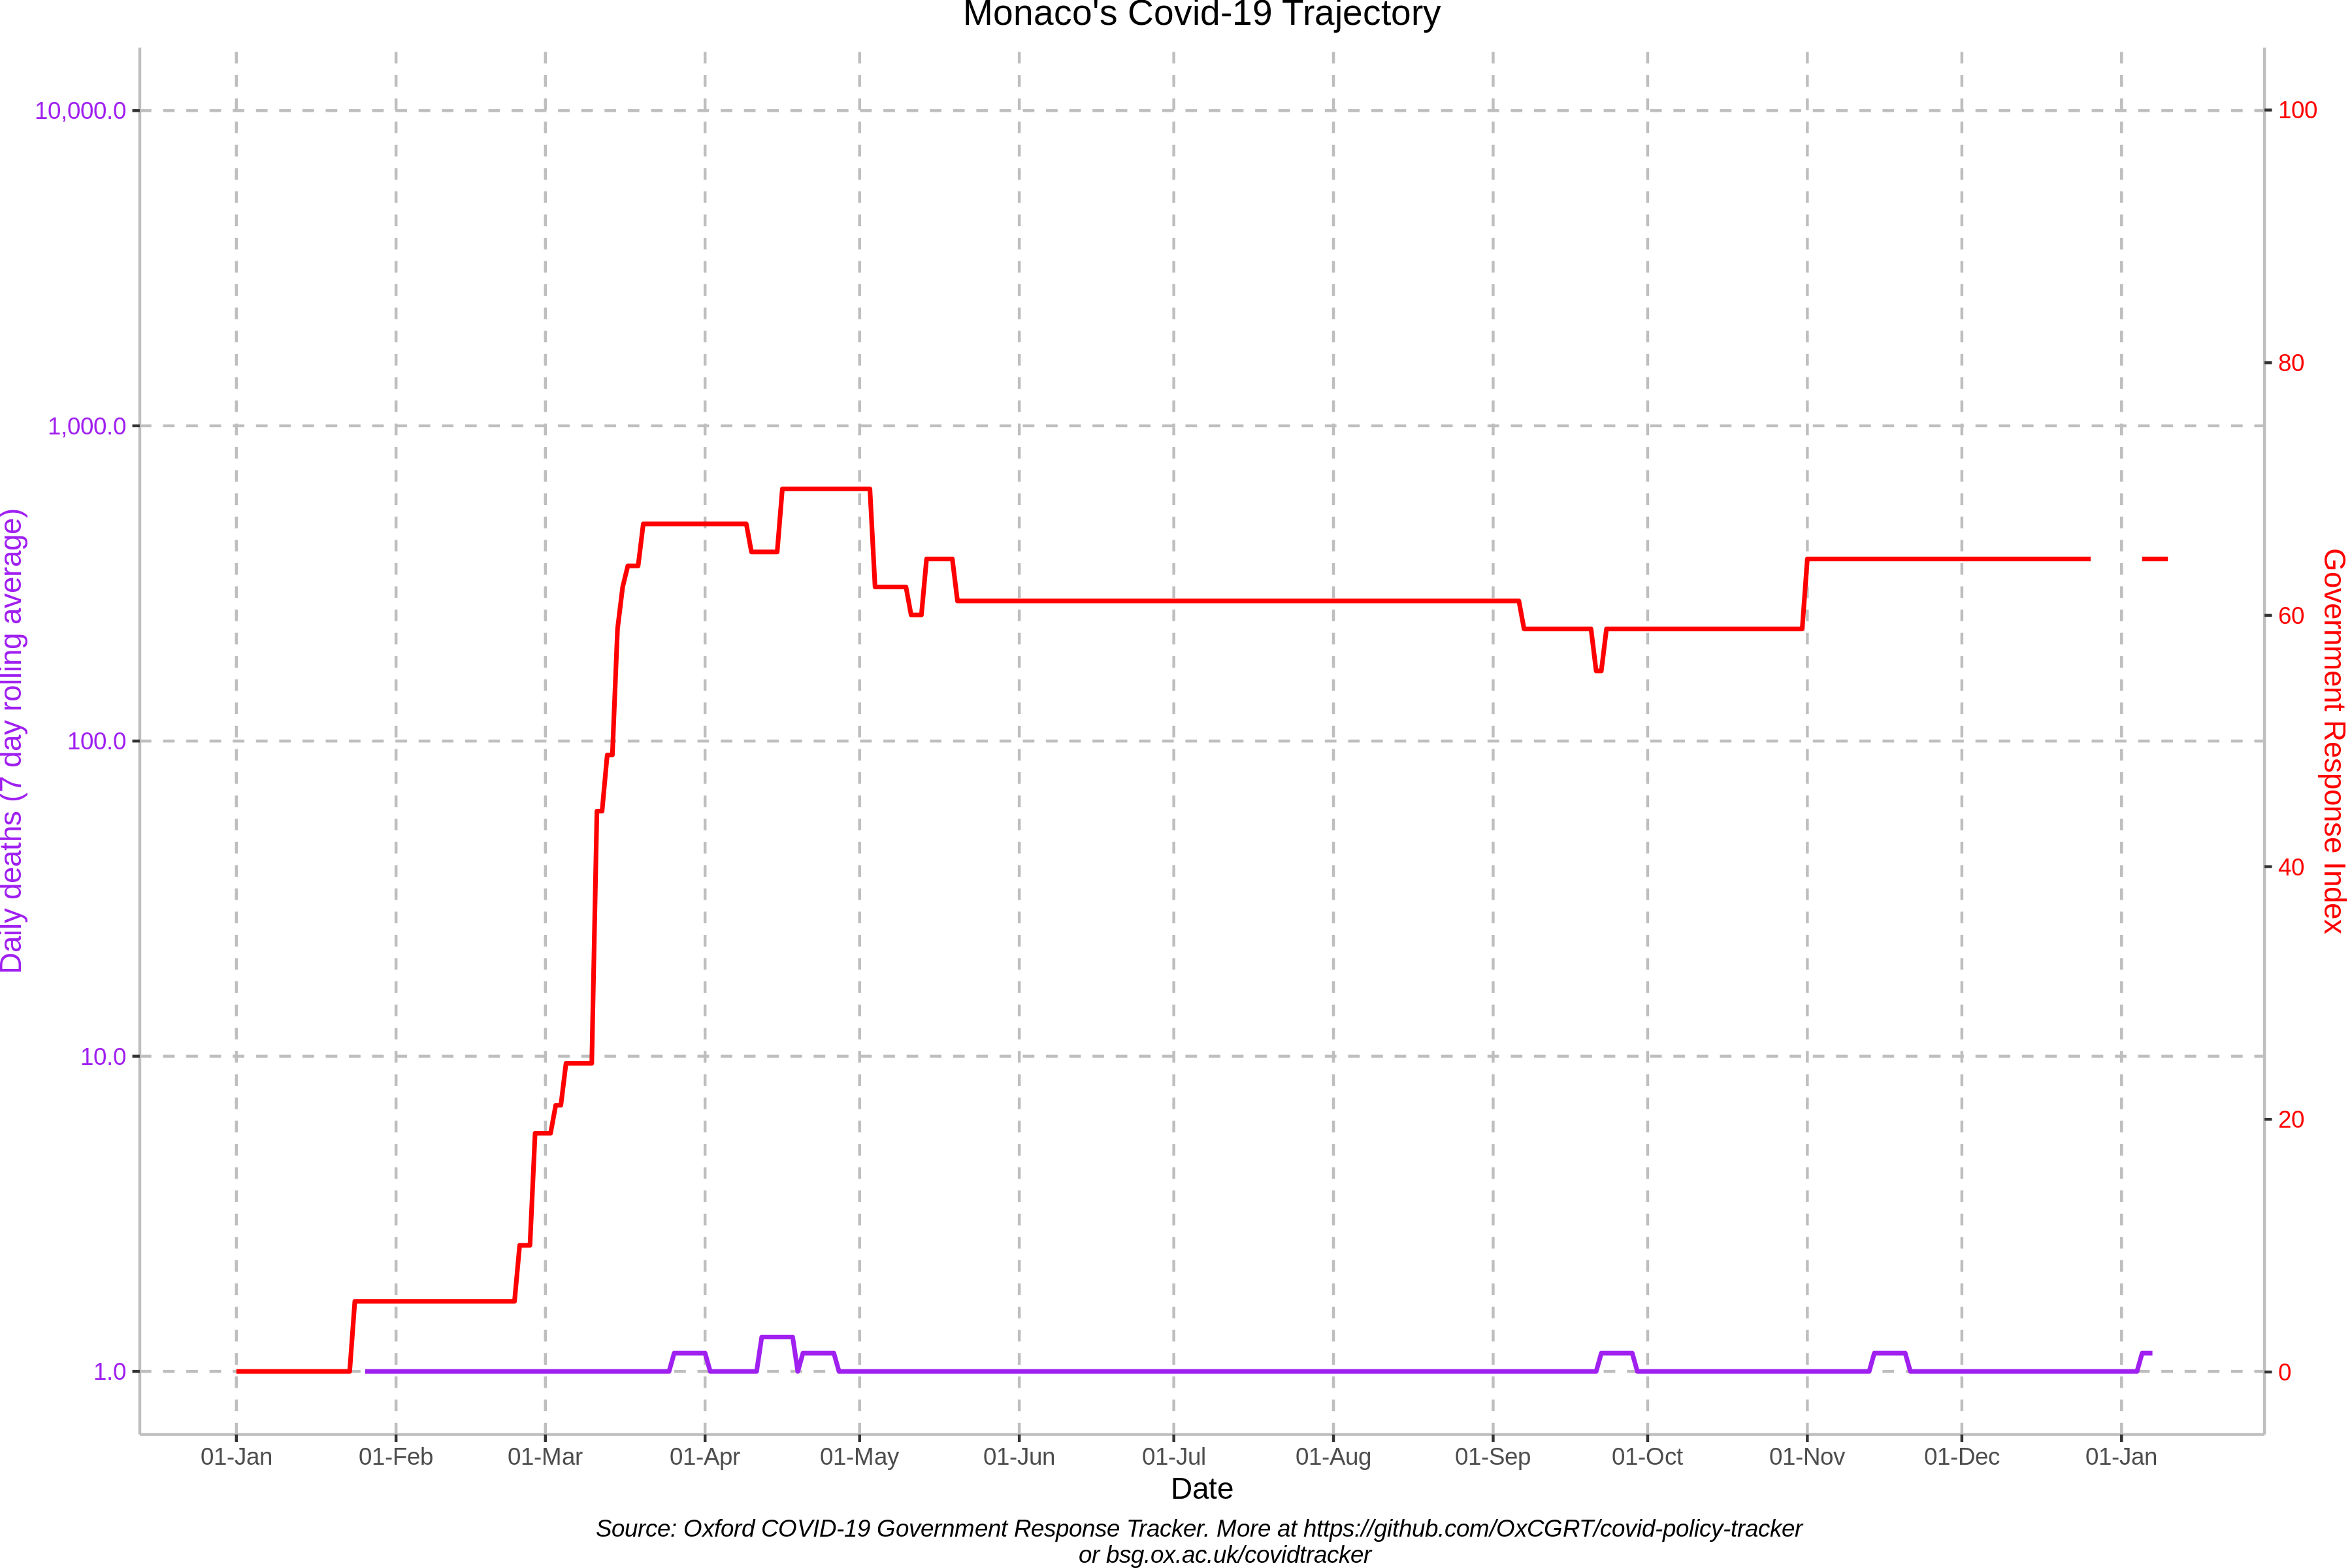 Monaco's Covid-19 Trajectory
10,000.0
1,000.0
100.0
10.0
1.0
Daily deaths (7 day rolling average)
100
80
60
40
20
0
Government Response Index
01-Jan 01-Feb 01-Mar 01-Apr 01-May 01-Jun 01-Jul 01-Aug 01-Sep 01-Oct 01-Nov 01-Dec 01-Jan
Date
Source: Oxford COVID-19 Government Response Tracker. More at https://github.com/OxCGRT/covid-policy-tracker
or bsg.ox.ac.uk/covidtracker